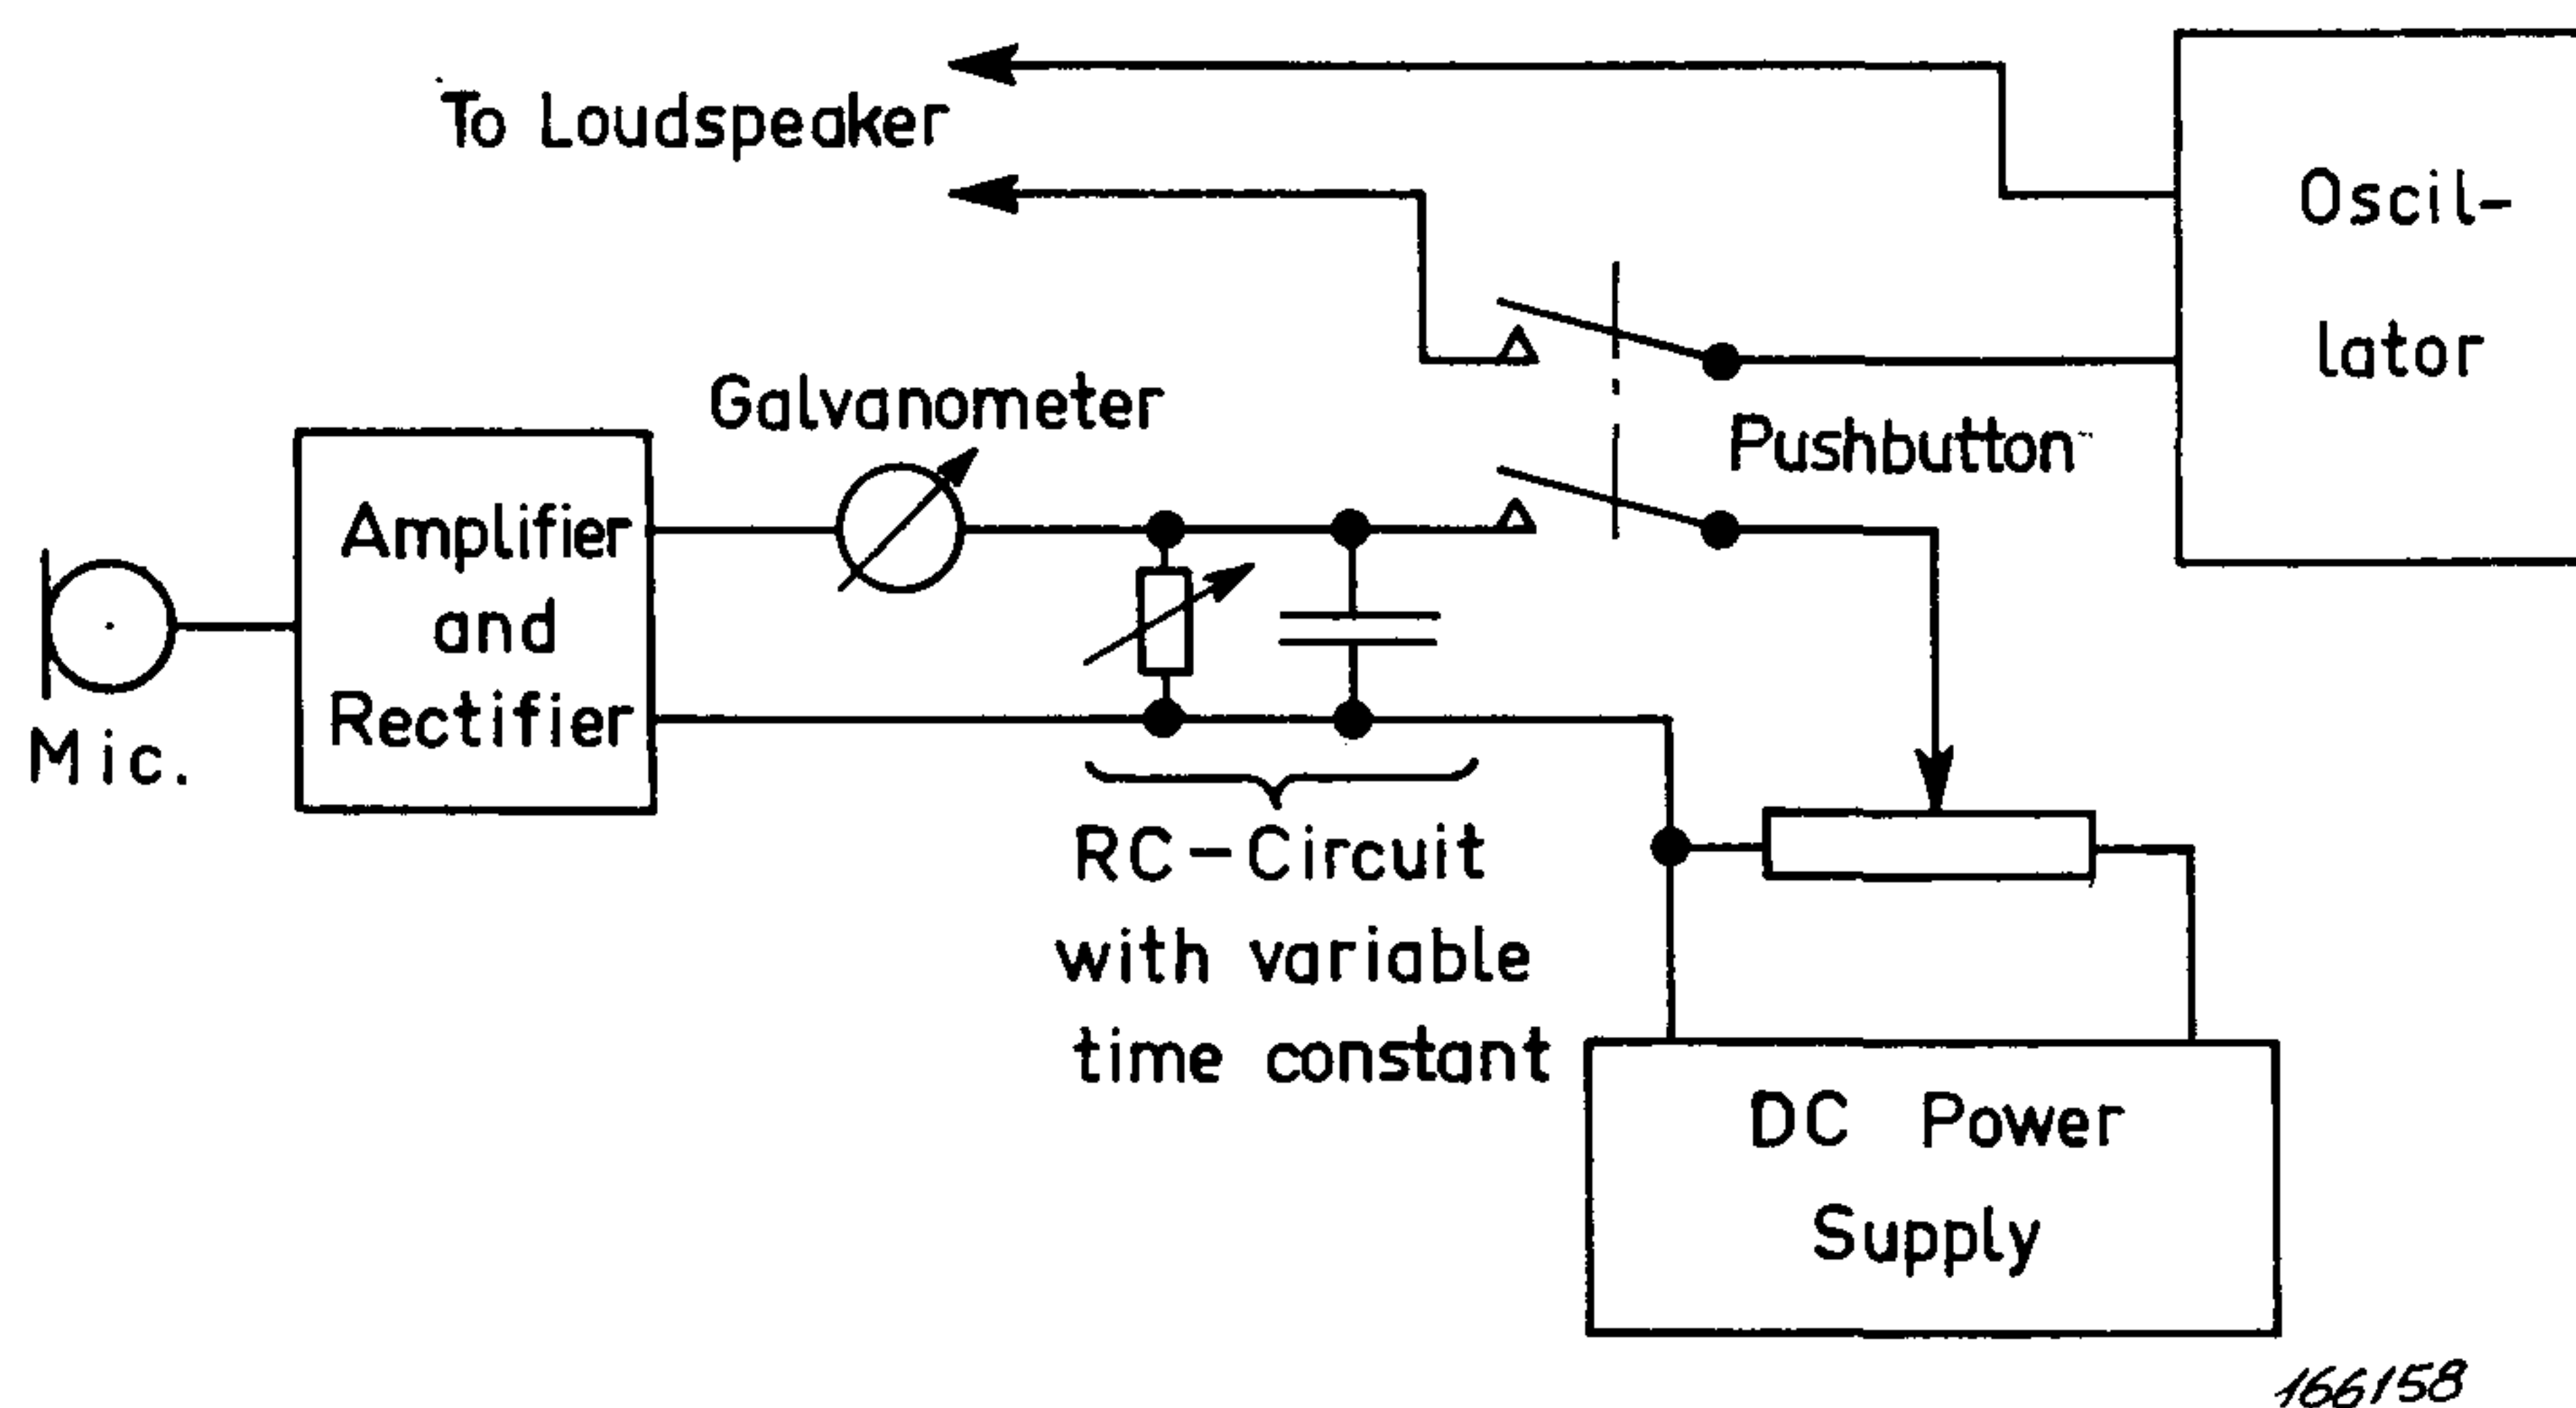 To Loudspeaker
Oscil-
lator
Galvanometer
Pushbutton
Amplifier
and
Rectifier
Mic.
RC-Circuit
with variable
time constant
DC Power
Supply
166158